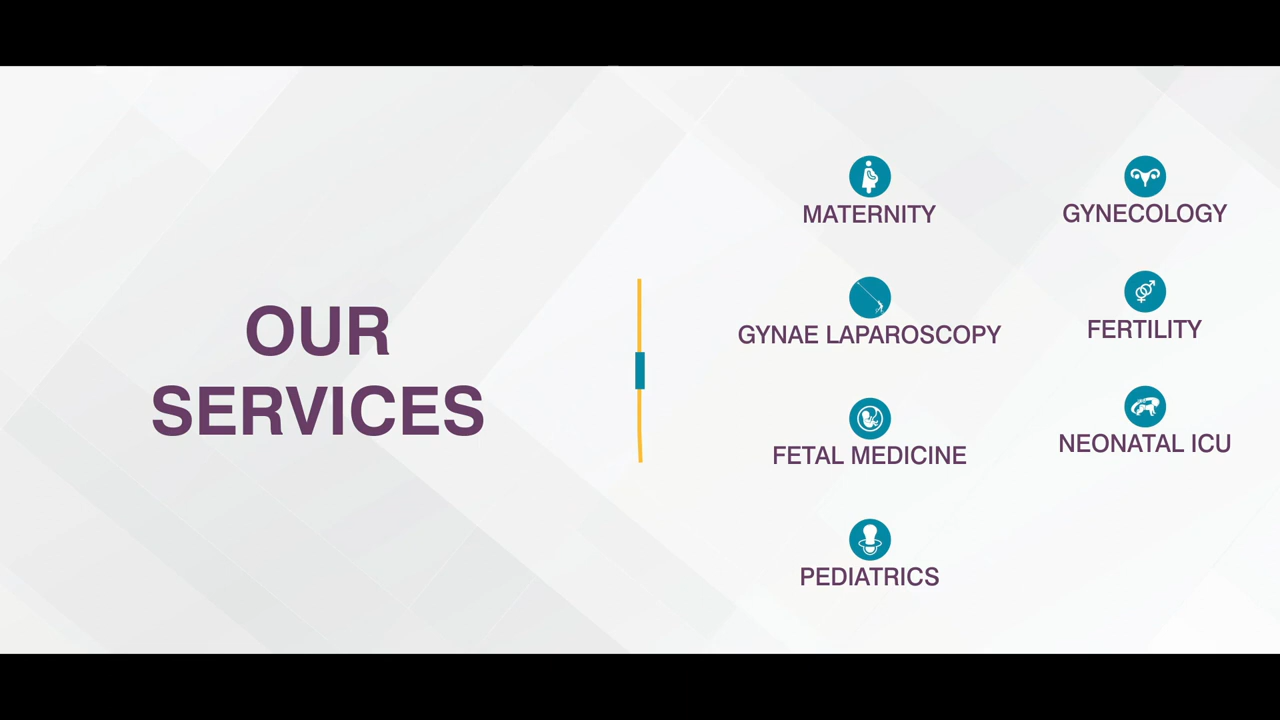 OUR
SERVICES
MATERNITY
GYNECOLOGY
GYNAE LAPAROSCOPY
FERTILITY
FETAL MEDICINE
NEONATAL ICU
PEDIATRICS